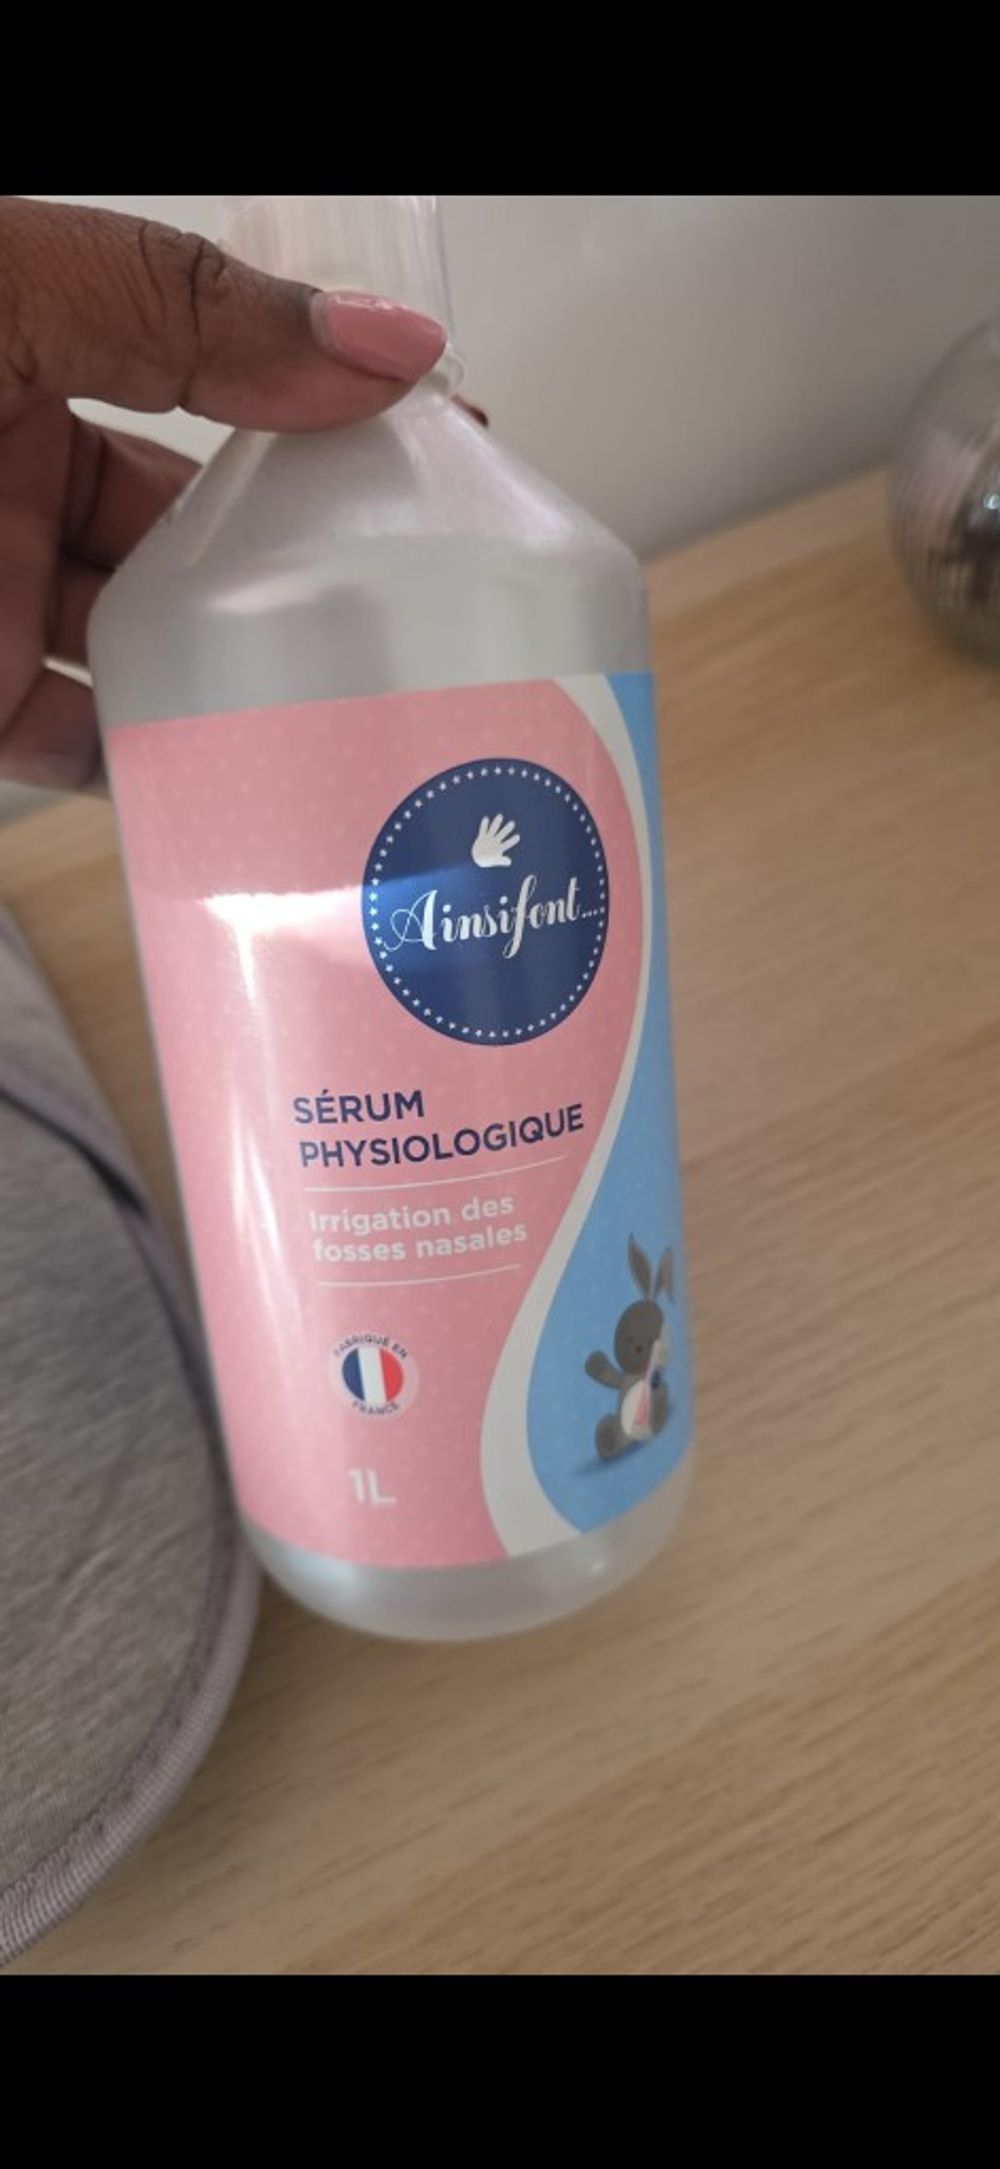 Ainsifont...
SÉRUM
PHYSIOLOGIQUE
Irrigation des
fosses nasales
FABRIQUÉ EN
FRANCE
1L